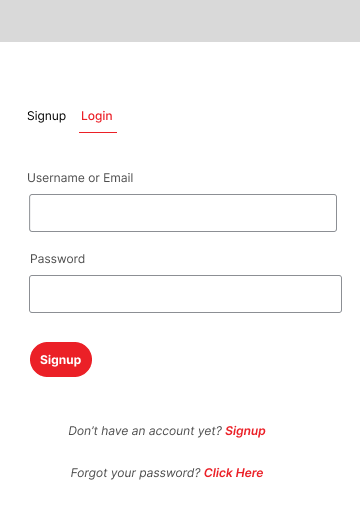 Signup Login
Username or Email
Password
Signup
Don't have an account yet? Signup
Forgot your password? Click Here